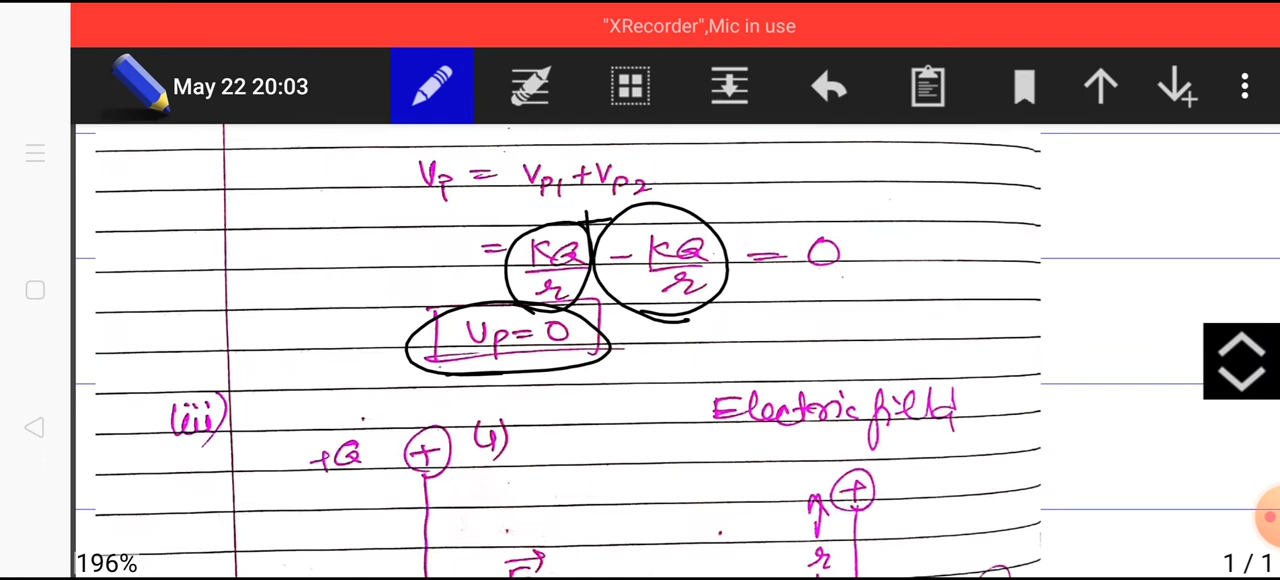 "XRecorder",Mic in use
May 22 20:03
Vp = Vp1 + Vp2
= KQ/r - KQ/r = 0
Vp = 0
(iii)
Electric field
+Q + (1)
+
r
196%
1 / 1